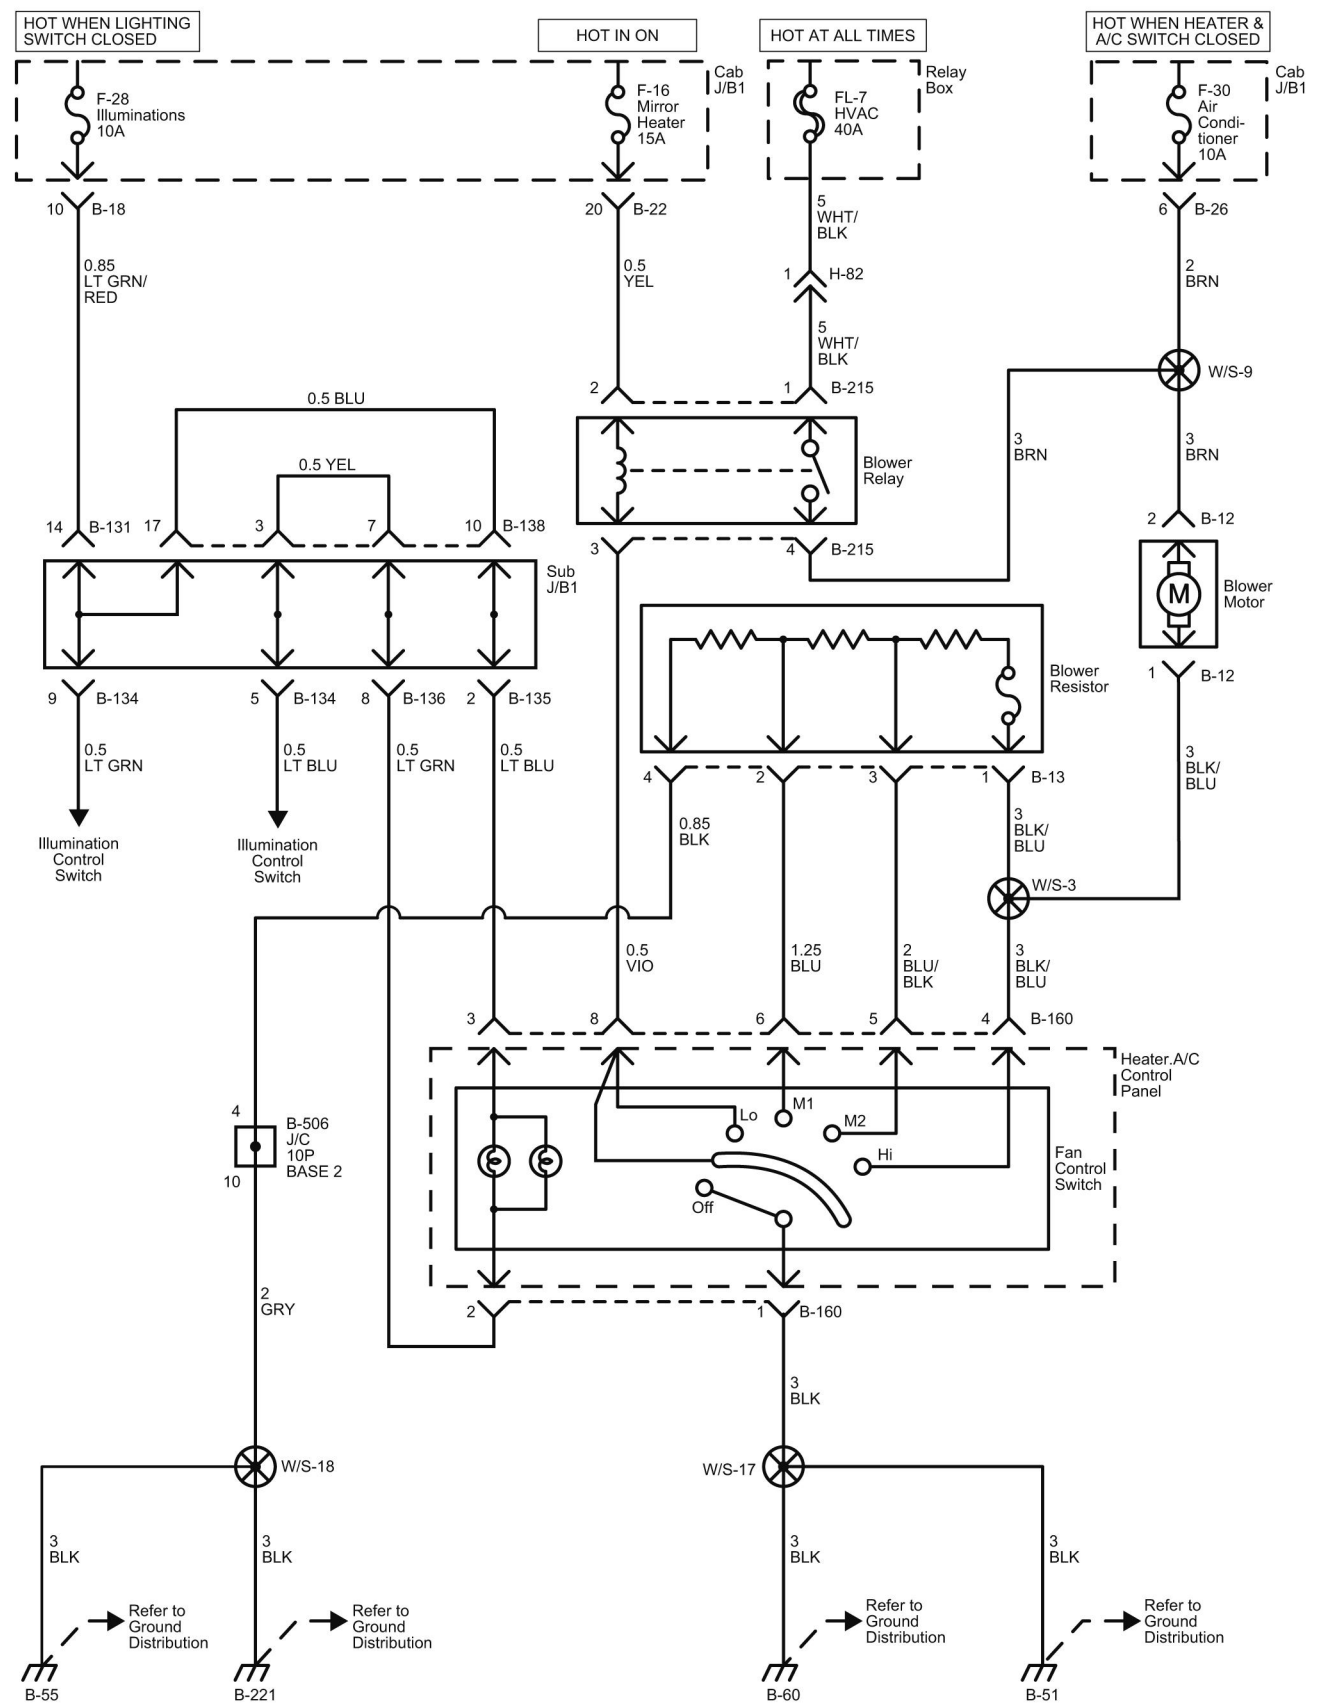 HOT WHEN LIGHTING
SWITCH CLOSED
HOT IN ON
HOT AT ALL TIMES
HOT WHEN HEATER &
A/C SWITCH CLOSED
F-28
Illuminations
10A
F-16
Mirror
Heater
15A
Cab
J/B1
FL-7
HVAC
40A
Relay
Box
F-30
Air
Condi-
tioner
10A
Cab
J/B1
10
B-18
20
B-22
5
WHT/
BLK
6
B-26
0.85
LT GRN/
RED
0.5
YEL
1
H-82
2
BRN
5
WHT/
BLK
W/S-9
2
1
B-215
0.5 BLU
3
BRN
3
BRN
0.5 YEL
Blower
Relay
14
B-131
17
3
7
10
B-138
2
B-12
3
4
B-215
Sub
J/B1
M
Blower
Motor
Blower
Resistor
1
B-12
9
B-134
5
B-134
8
B-136
2
B-135
0.5
LT GRN
0.5
LT BLU
0.5
LT GRN
0.5
LT BLU
4
2
3
1
B-13
3
BLK/
BLU
Illumination
Control
Switch
Illumination
Control
Switch
0.85
BLK
3
BLK/
BLU
W/S-3
0.5
VIO
1.25
BLU
2
BLU/
BLK
3
BLK/
BLU
3
8
6
5
4
B-160
Heater.A/C
Control
Panel
4
B-506
J/C
10P
BASE 2
10
Lo
M1
M2
Hi
Off
Fan
Control
Switch
2
GRY
2
1
B-160
3
BLK
W/S-18
W/S-17
3
BLK
3
BLK
3
BLK
3
BLK
Refer to
Ground
Distribution
Refer to
Ground
Distribution
Refer to
Ground
Distribution
Refer to
Ground
Distribution
B-55
B-221
B-60
B-51